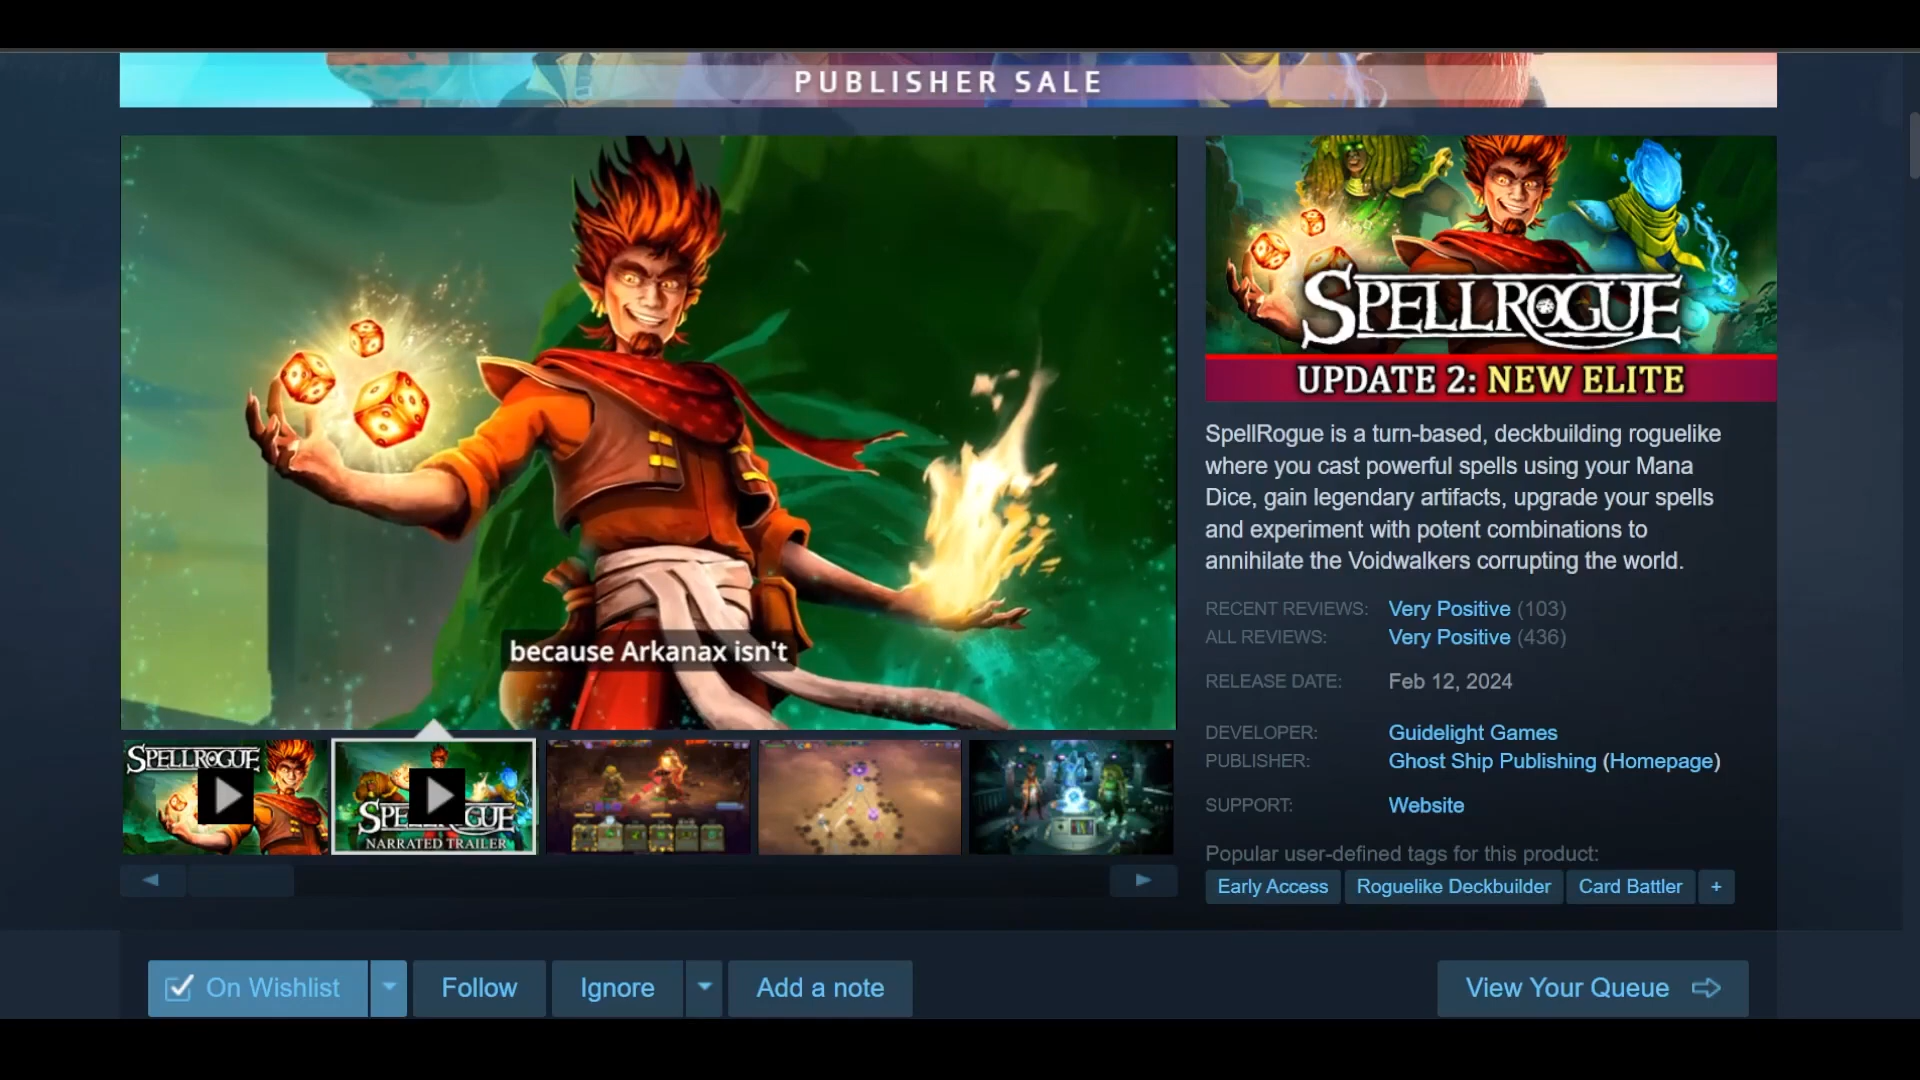 PUBLISHER SALE
because Arkanax isn't
SPELLROGUE
SPELLROGUE
NARRATED TRAILER
SPELLROGUE
UPDATE 2: NEW ELITE
SpellRogue is a turn-based, deckbuilding roguelike
where you cast powerful spells using your Mana
Dice, gain legendary artifacts, upgrade your spells
and experiment with potent combinations to
annihilate the Voidwalkers corrupting the world.
RECENT REVIEWS: Very Positive (103)
ALL REVIEWS: Very Positive (436)
RELEASE DATE: Feb 12, 2024
DEVELOPER: Guidelight Games
PUBLISHER: Ghost Ship Publishing (Homepage)
SUPPORT: Website
Popular user-defined tags for this product:
Early Access Roguelike Deckbuilder Card Battler +
On Wishlist Follow Ignore Add a note View Your Queue